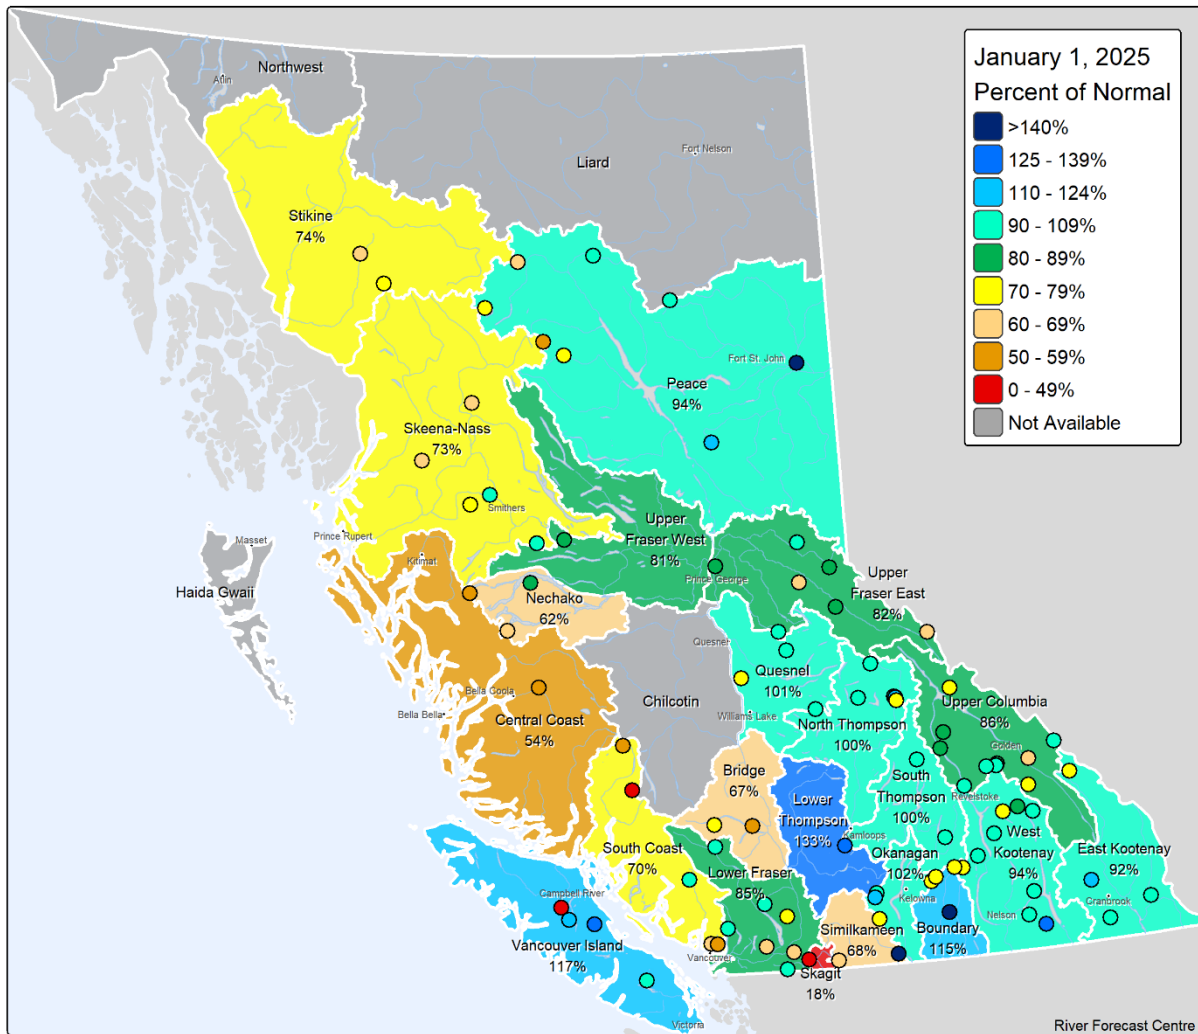 January 1, 2025
Percent of Normal
>140%
125 - 139%
110 - 124%
90 - 109%
80 - 89%
70 - 79%
60 - 69%
50 - 59%
0 - 49%
Not Available
Northwest
Atlin
Fort Nelson
Liard
Stikine
74%
Fort St. John
Peace
94%
Skeena-Nass
73%
Smithers
Upper
Fraser West
81%
Prince Rupert
Masset
Kitimat
Prince George
Upper
Fraser East
82%
Haida Gwaii
Nechako
62%
Quesnel
Quesnel
101%
Bella Coola
Bella Bella
Chilcotin
Williams Lake
North Thompson
100%
Upper Columbia
86%
Golden
Central Coast
54%
Bridge
67%
South
Thompson
100%
Revelstoke
Lower
Thompson
133%
Kamloops
West
Kootenay
94%
East Kootenay
92%
South Coast
70%
Lower Fraser
85%
Okanagan
102%
Kelowna
Cranbrook
Campbell River
Nelson
Similkameen
68%
Boundary
115%
Vancouver Island
117%
Vancouver
Skagit
18%
Victoria
River Forecast Centre